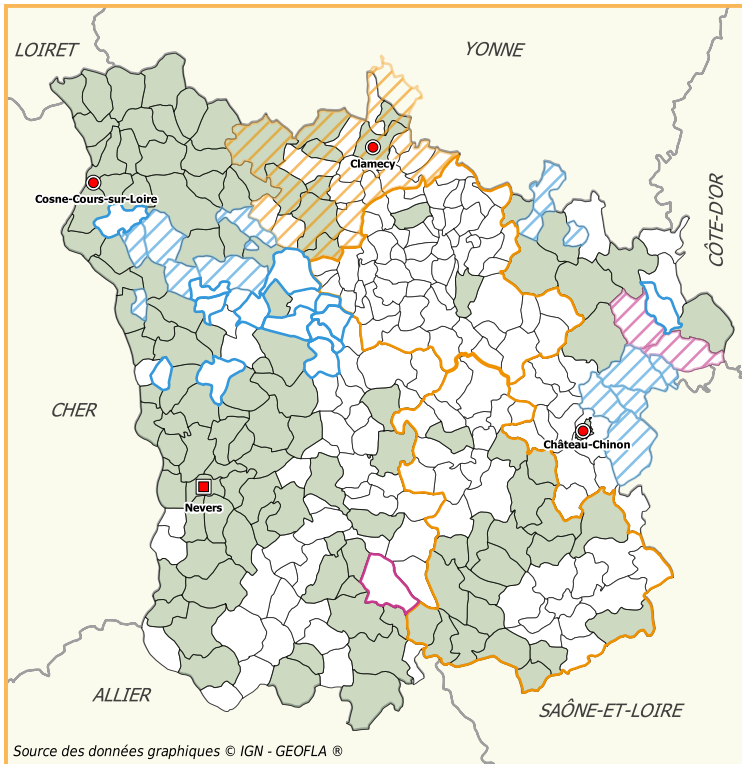 LOIRET
YONNE
Clamecy
Cosne-Cours-sur-Loire
CÔTE-D'OR
CHER
Château-Chinon
Nevers
ALLIER
SAÔNE-ET-LOIRE
Source des données graphiques © IGN - GEOFLA ®